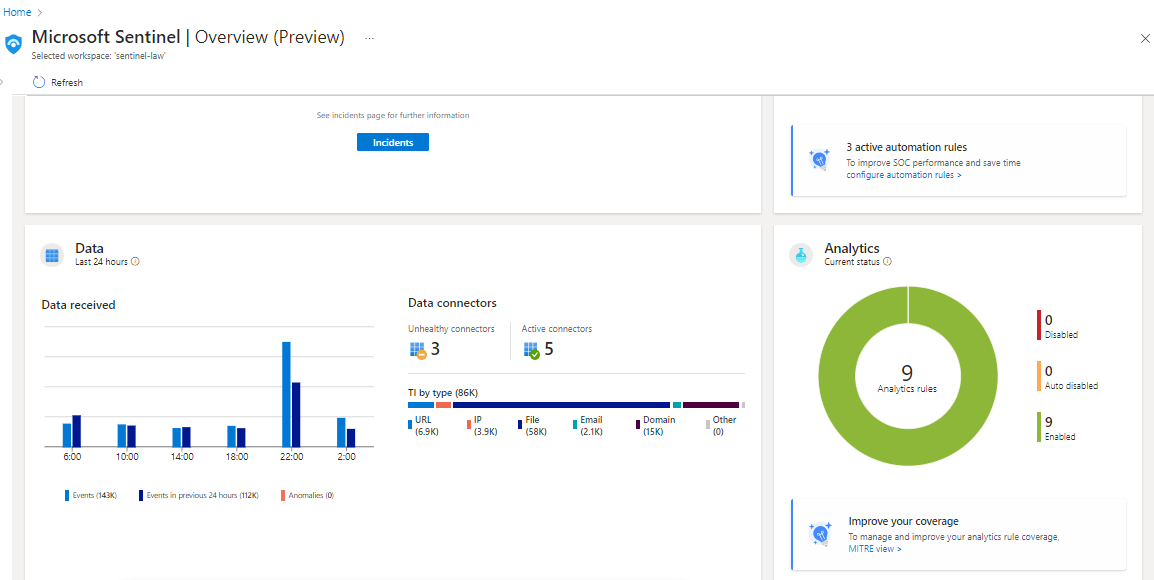 Home
Microsoft Sentinel | Overview (Preview) ...
Selected workspace: 'sentinel-law'
Refresh
See incidents page for further information
Incidents
3 active automation rules
To improve SOC performance and save time
configure automation rules >
Data
Last 24 hours
Data received
6:00 10:00 14:00 18:00 22:00 2:00
Events (143K) Events in previous 24 hours (112K) Anomalies (0)
Data connectors
Unhealthy connectors Active connectors
3 5
TI by type (86K)
URL IP File Email Domain Other
(6.9K) (3.9K) (58K) (2.1K) (15K) (0)
Analytics
Current status
9
Analytics rules
0
Disabled
0
Auto disabled
9
Enabled
Improve your coverage
To manage and improve your analytics rule coverage,
MITRE view >